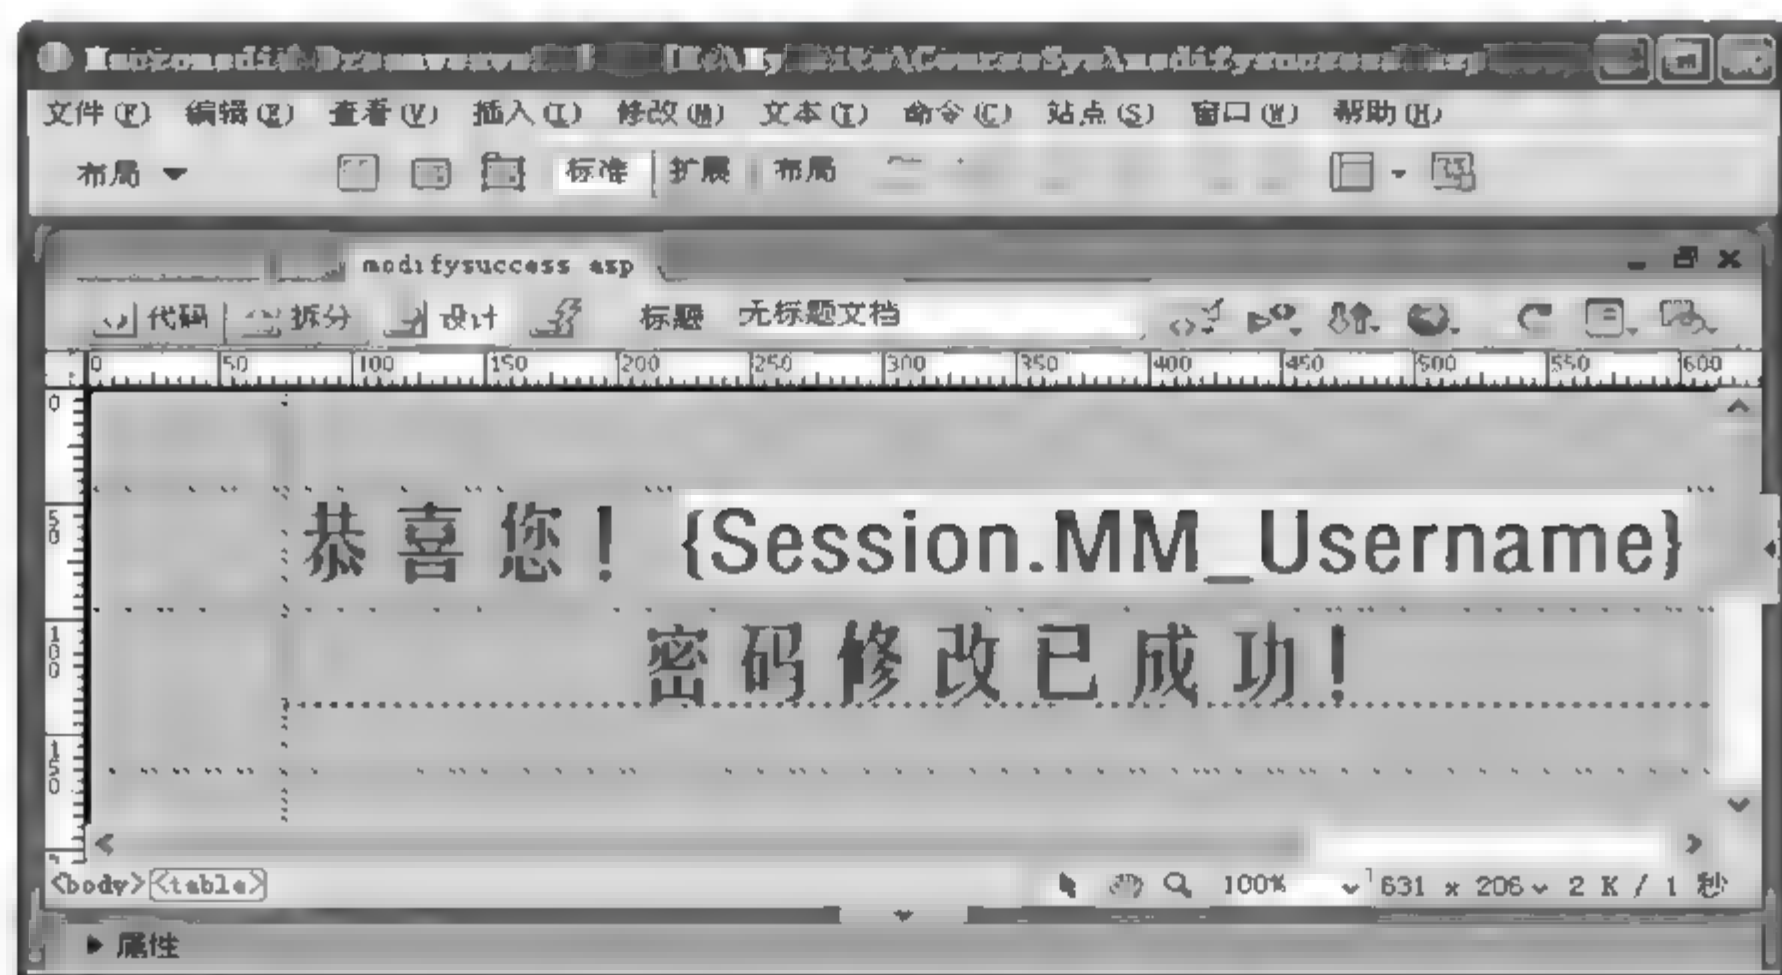 文件(F) 编辑(E) 查看(V) 插入(I) 修改(M) 文本(T) 命令(C) 站点(S) 窗口(W) 帮助(H)
布局 标准 扩展 布局
modifysuccess asp
代码 拆分 设计 标题 无标题文档
0 50 100 150 200 250 300 350 400 450 500 550 600
0
50
恭喜您！{Session.MM_Username}
100
密码修改已成功！
150
<body><table> 100% 631 x 206 2 K / 1 秒
属性